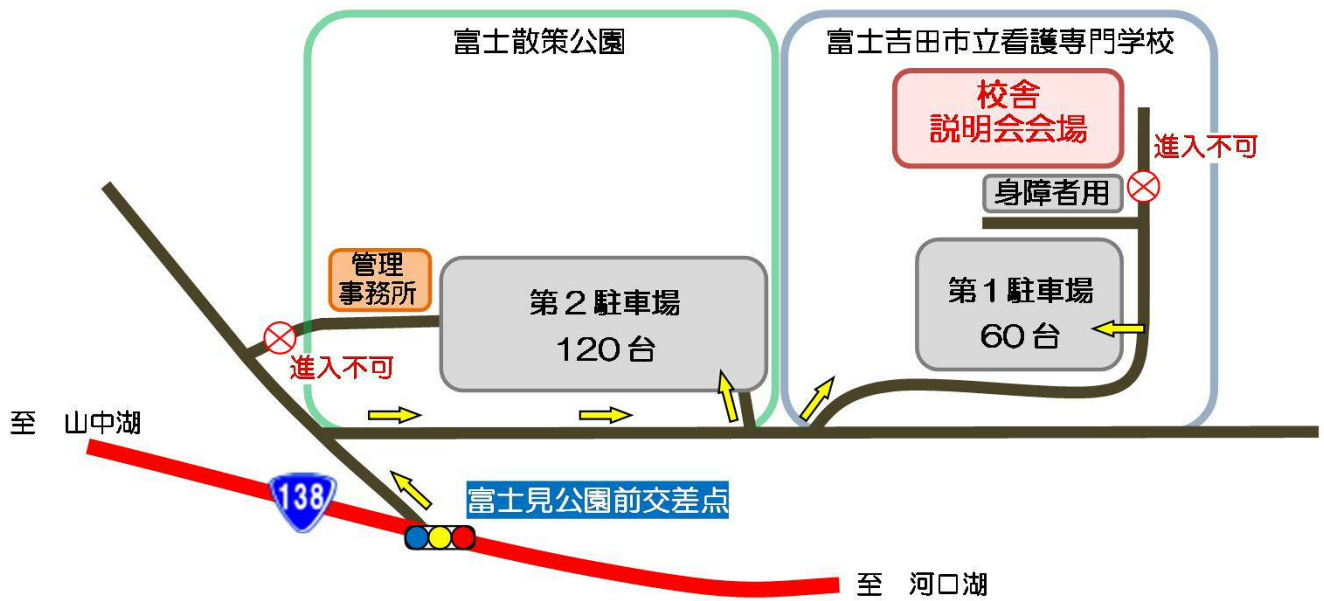 富士散策公園
富士吉田市立看護専門学校
校舎
説明会会場
進入不可
身障者用
管理
事務所
第２駐車場
120台
第１駐車場
60台
進入不可
至　山中湖
138
富士見公園前交差点
至　河口湖